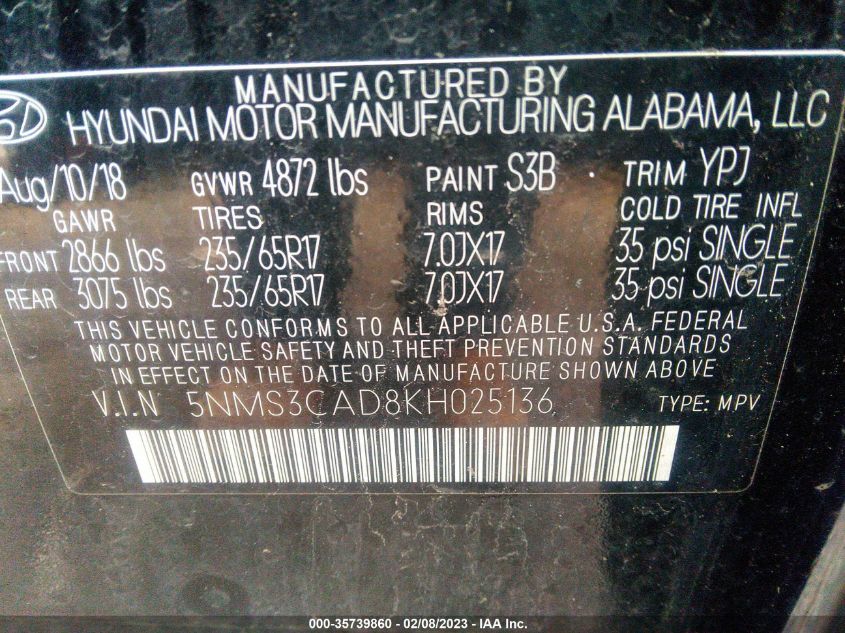 MANUFACTURED BY
HYUNDAI MOTOR MANUFACTURING ALABAMA, LLC
Aug/10/18 GVWR 4872 lbs PAINT S3B TRIM YPJ
GAWR TIRES RIMS COLD TIRE INFL
FRONT 2866 lbs 235/65R17 7.0JX17 35 psi SINGLE
REAR 3075 lbs 235/65R17 7.0JX17 35 psi SINGLE
THIS VEHICLE CONFORMS TO ALL APPLICABLE U.S.A. FEDERAL
MOTOR VEHICLE SAFETY AND THEFT PREVENTION STANDARDS
IN EFFECT ON THE DATE OF MANUFACTURE SHOWN ABOVE
V.I.N 5NMS3CAD8KH025136 TYPE: MPV
000-35739860 - 02/08/2023 - IAA Inc.